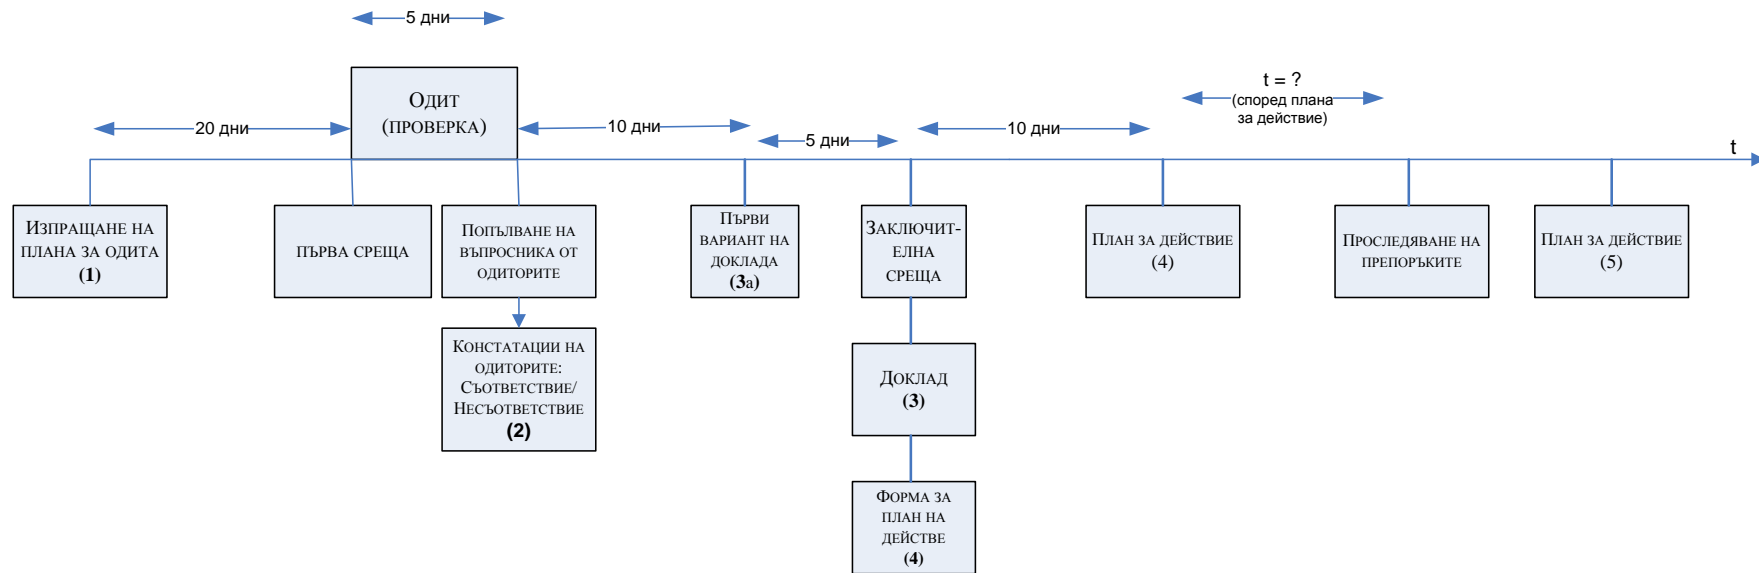 5 дни
Одит
(проверка)
t = ?
(според плана
за действие)
20 дни
10 дни
5 дни
10 дни
t
Изпращане на
плана за одита
(1)
първа среща
Попълване на
въпросника от
одиторите
Първи
вариант на
доклада
(3а)
Заключит-
елна
среща
План за действие
(4)
Проследяване на
препоръките
План за действие
(5)
Констатации на
одиторите:
Съответствие/
Несъответствие
(2)
Доклад
(3)
Форма за
план на
действе
(4)